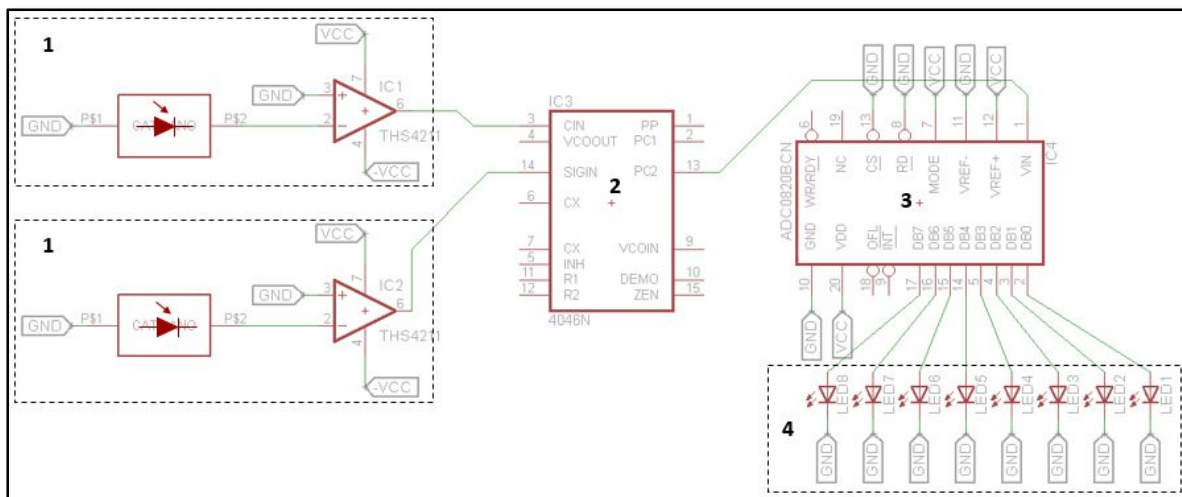 1
VCC
GND
3
7
IC1
GND
P$1
P$2
2
6
4
THS4211
-VCC
1
VCC
GND
3
7
IC2
GND
P$1
P$2
2
6
4
THS4211
-VCC
IC3
3 CIN PP 1
4 VCOOUT PC1 2
14 SIGIN PC2 13
2
6 CX
7 CX VCOIN 9
5 INH
11 R1 DEMO 10
12 R2 ZEN 15
4046N
GND GND VCC GND VCC
6 19 13 8 7 11 12 1
WR/RDY NC CS RD MODE VREF- VREF+ VIN
IC4
ADC0820BCN
3
GND VDD OFL INT DB7 DB6 DB5 DB4 DB3 DB2 DB1 DB0
10 20 18 9 17 16 15 14 5 4 3 2
GND VCC
4
LED8 LED7 LED6 LED5 LED4 LED3 LED2 LED1
GND GND GND GND GND GND GND GND